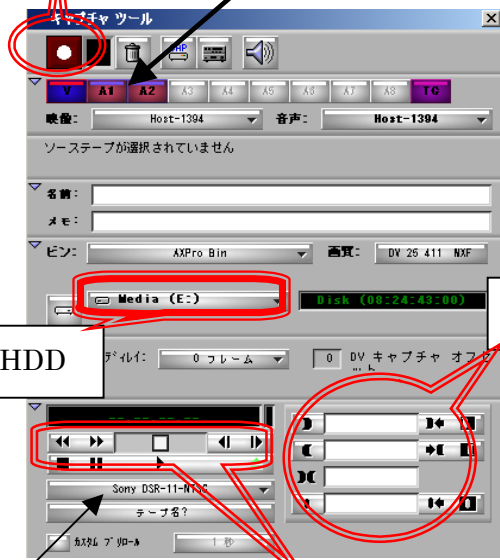 キャプチャ ツール
V A1 A2 A3 A4 A5 A6 A7 A8 TC
映像: Host-1394 音声: Host-1394
ソーステープが選択されていません
名前:
メモ:
ビン: AXPro Bin 画質: DV 25 411 NXF
Media (E:) Disk (08:24:43:00)
HDD
ディレイ: 0 フレーム 0 DV キャプチャ オフセ
Sony DSR-11-NTSC
テープ名?
カスタム プリロール 1 秒